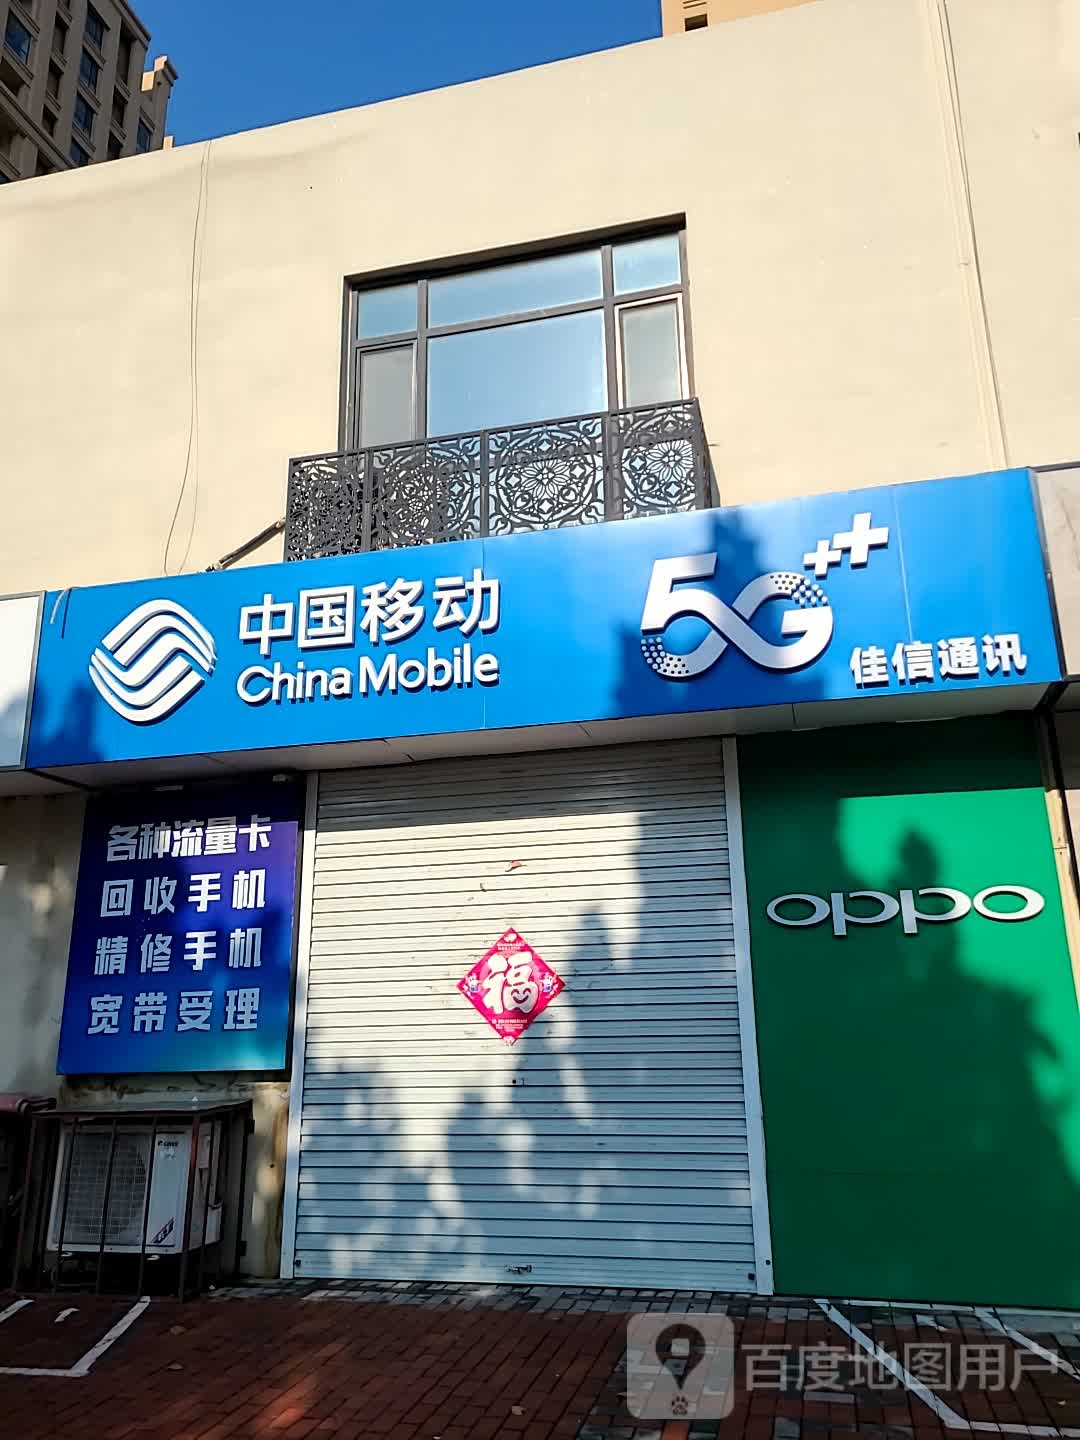 中国移动
China Mobile
5G++
佳信通讯
各种流量卡
回收手机
精修手机
宽带受理
oppo
福
百度地图用户